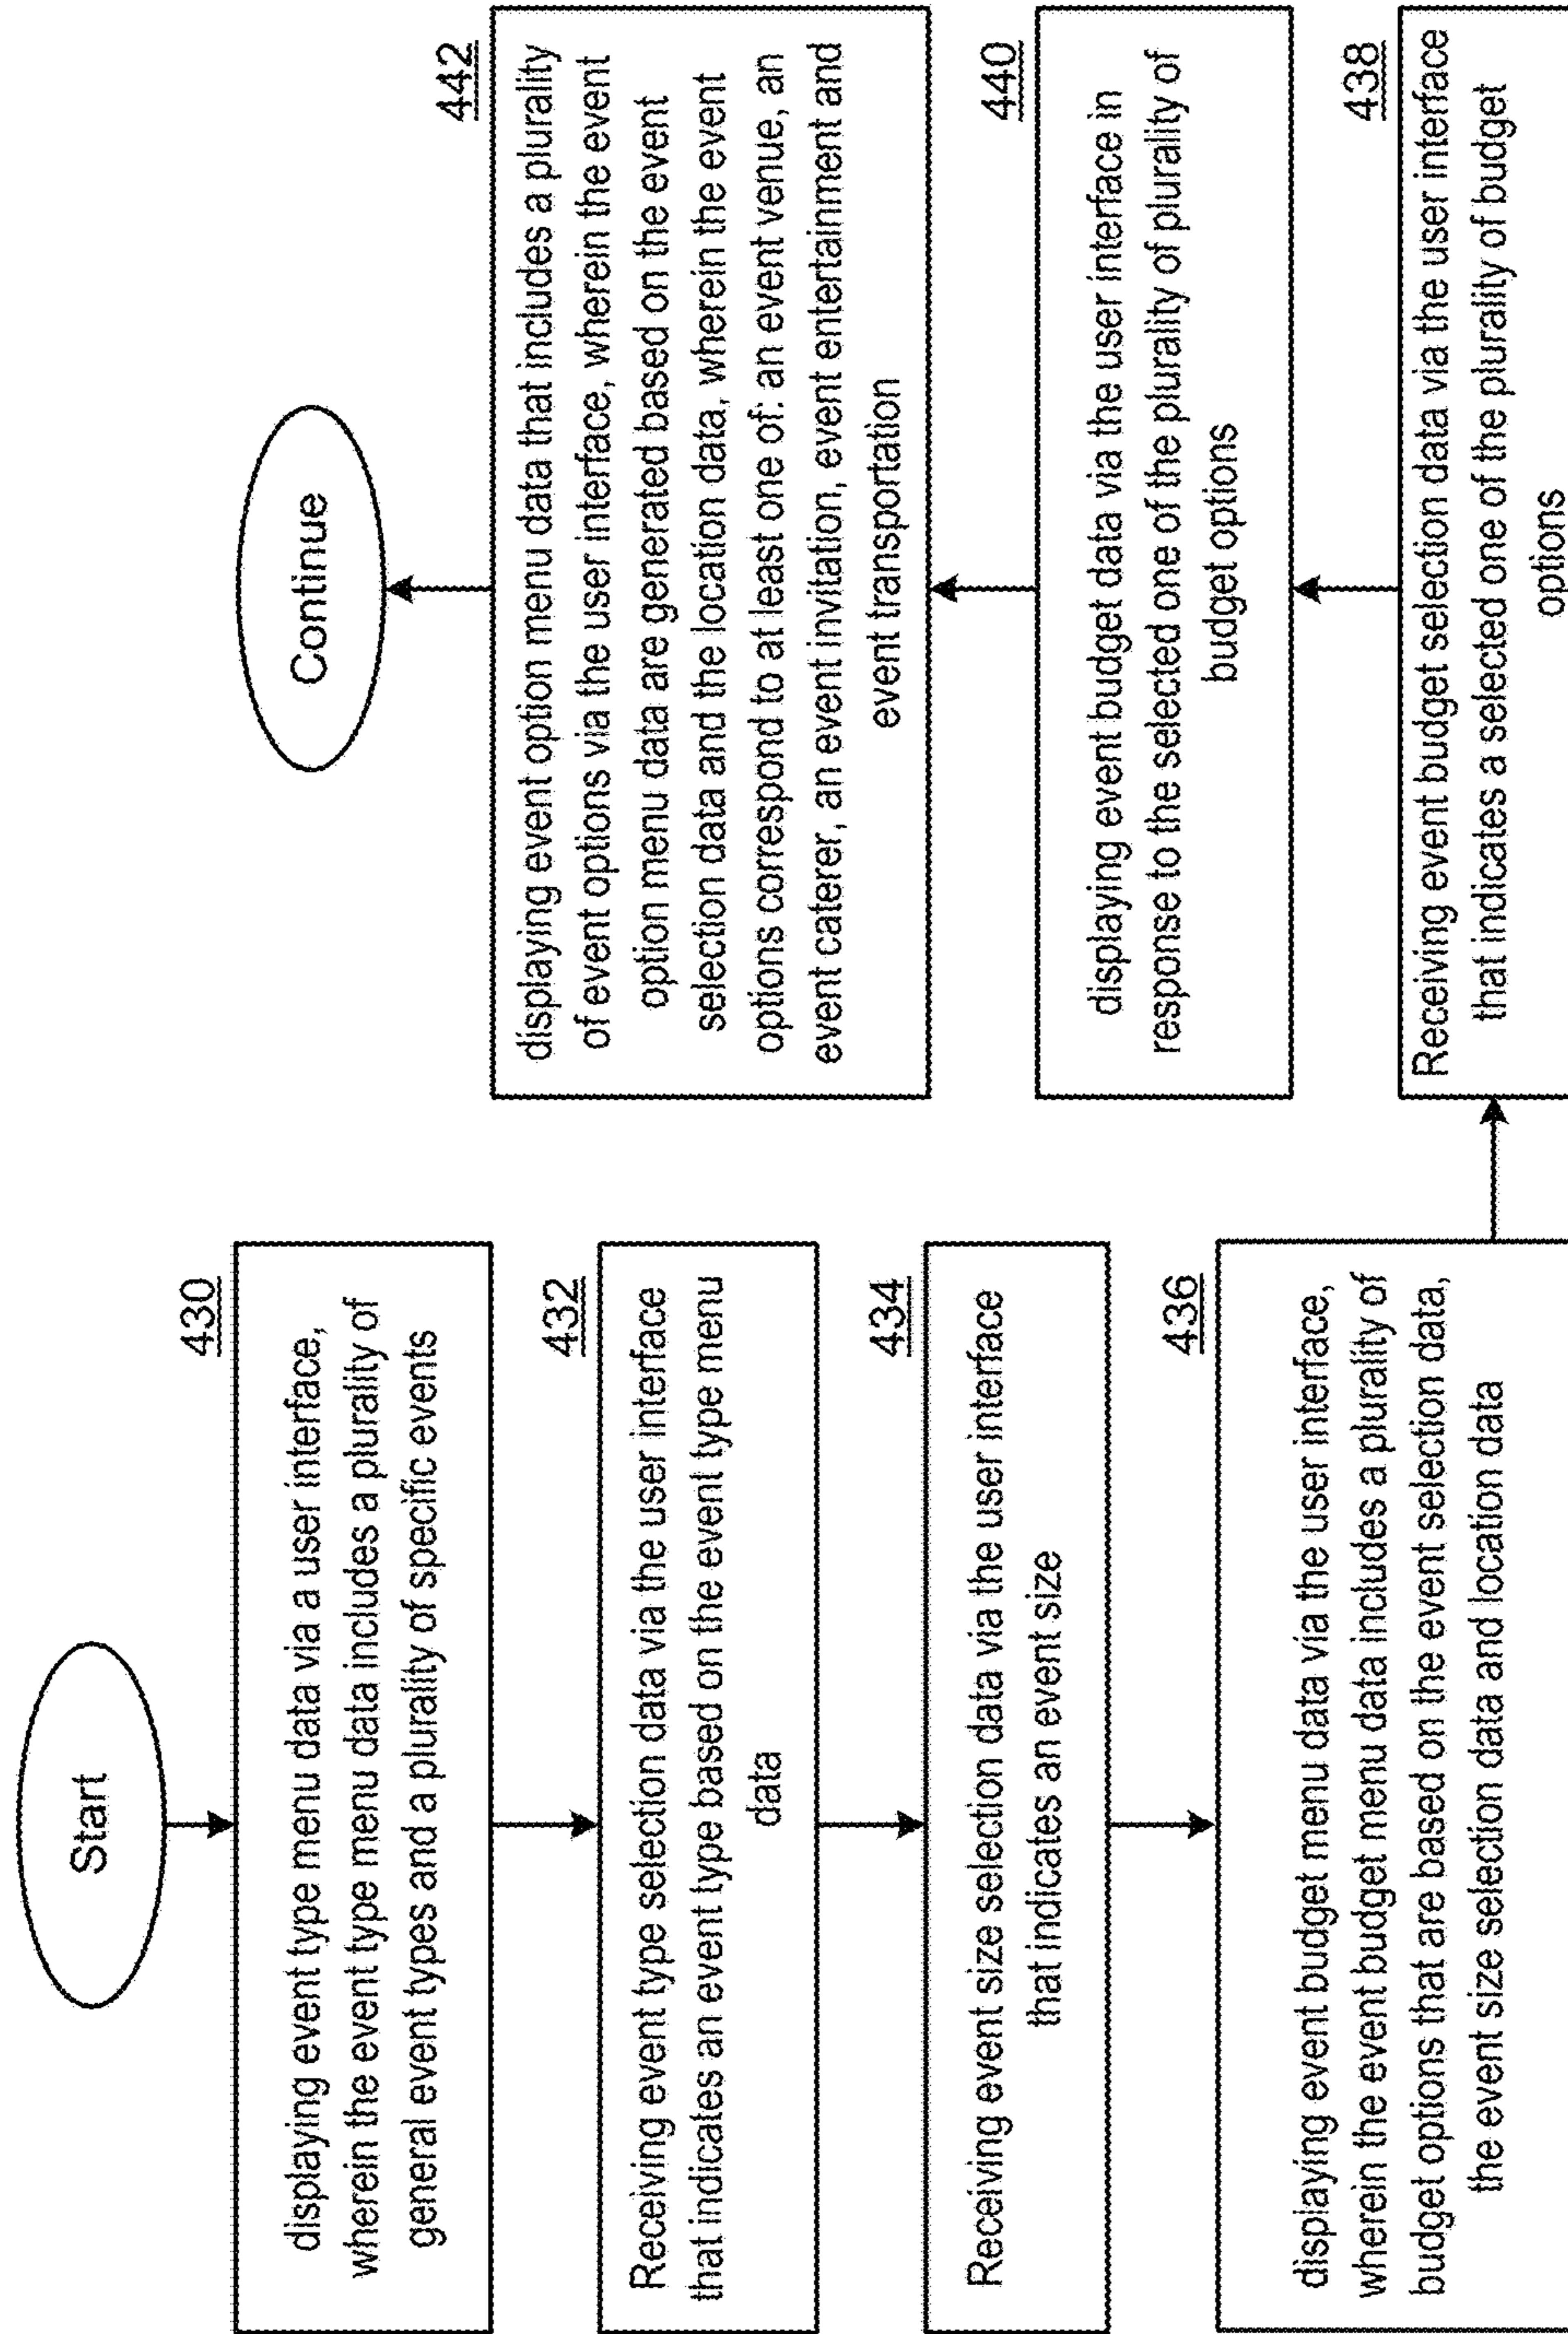 Start
430
displaying event type menu data via a user interface,
wherein the event type menu data includes a plurality of
general event types and a plurality of specific events
432
Receiving event type selection data via the user interface
that indicates an event type based on the event type menu
data
434
Receiving event size selection data via the user interface
that indicates an event size
436
displaying event budget menu data via the user interface,
wherein the event budget menu data includes a plurality of
budget options that are based on the event selection data,
the event size selection data and location data
438
Receiving event budget selection data via the user interface
that indicates a selected one of the plurality of budget
options
440
displaying event budget data via the user interface in
response to the selected one of the plurality of plurality of
budget options
442
displaying event option menu data that includes a plurality
of event options via the user interface, wherein the event
option menu data are generated based on the event
selection data and the location data, wherein the event
options correspond to at least one of: an event venue, an
event caterer, an event invitation, event entertainment and
event transportation
Continue